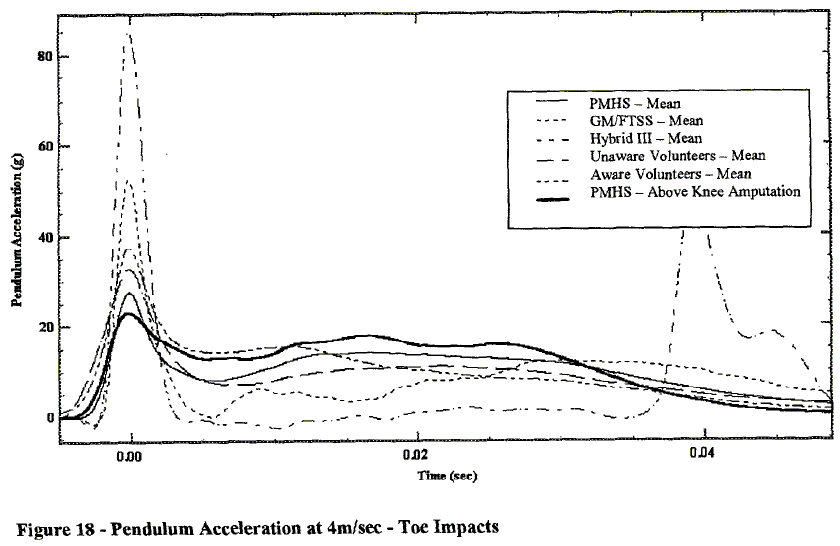 80
60
40
20
0
Pendulum Acceleration (g)
PMHS – Mean
GM/FTSS – Mean
Hybrid III – Mean
Unaware Volunteers – Mean
Aware Volunteers – Mean
PMHS – Above Knee Amputation
0.00
0.02
0.04
Time (sec)
Figure 18 - Pendulum Acceleration at 4m/sec - Toe Impacts